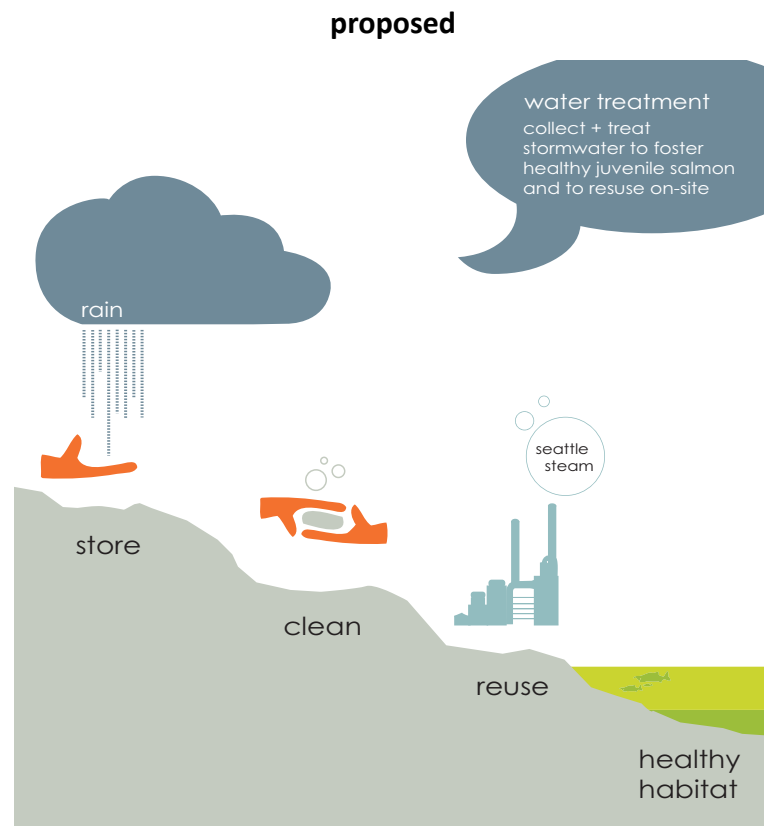 proposed
water treatment
collect + treat
stormwater to foster
healthy juvenile salmon
and to resuse on-site
rain
seattle
steam
store
clean
reuse
healthy
habitat